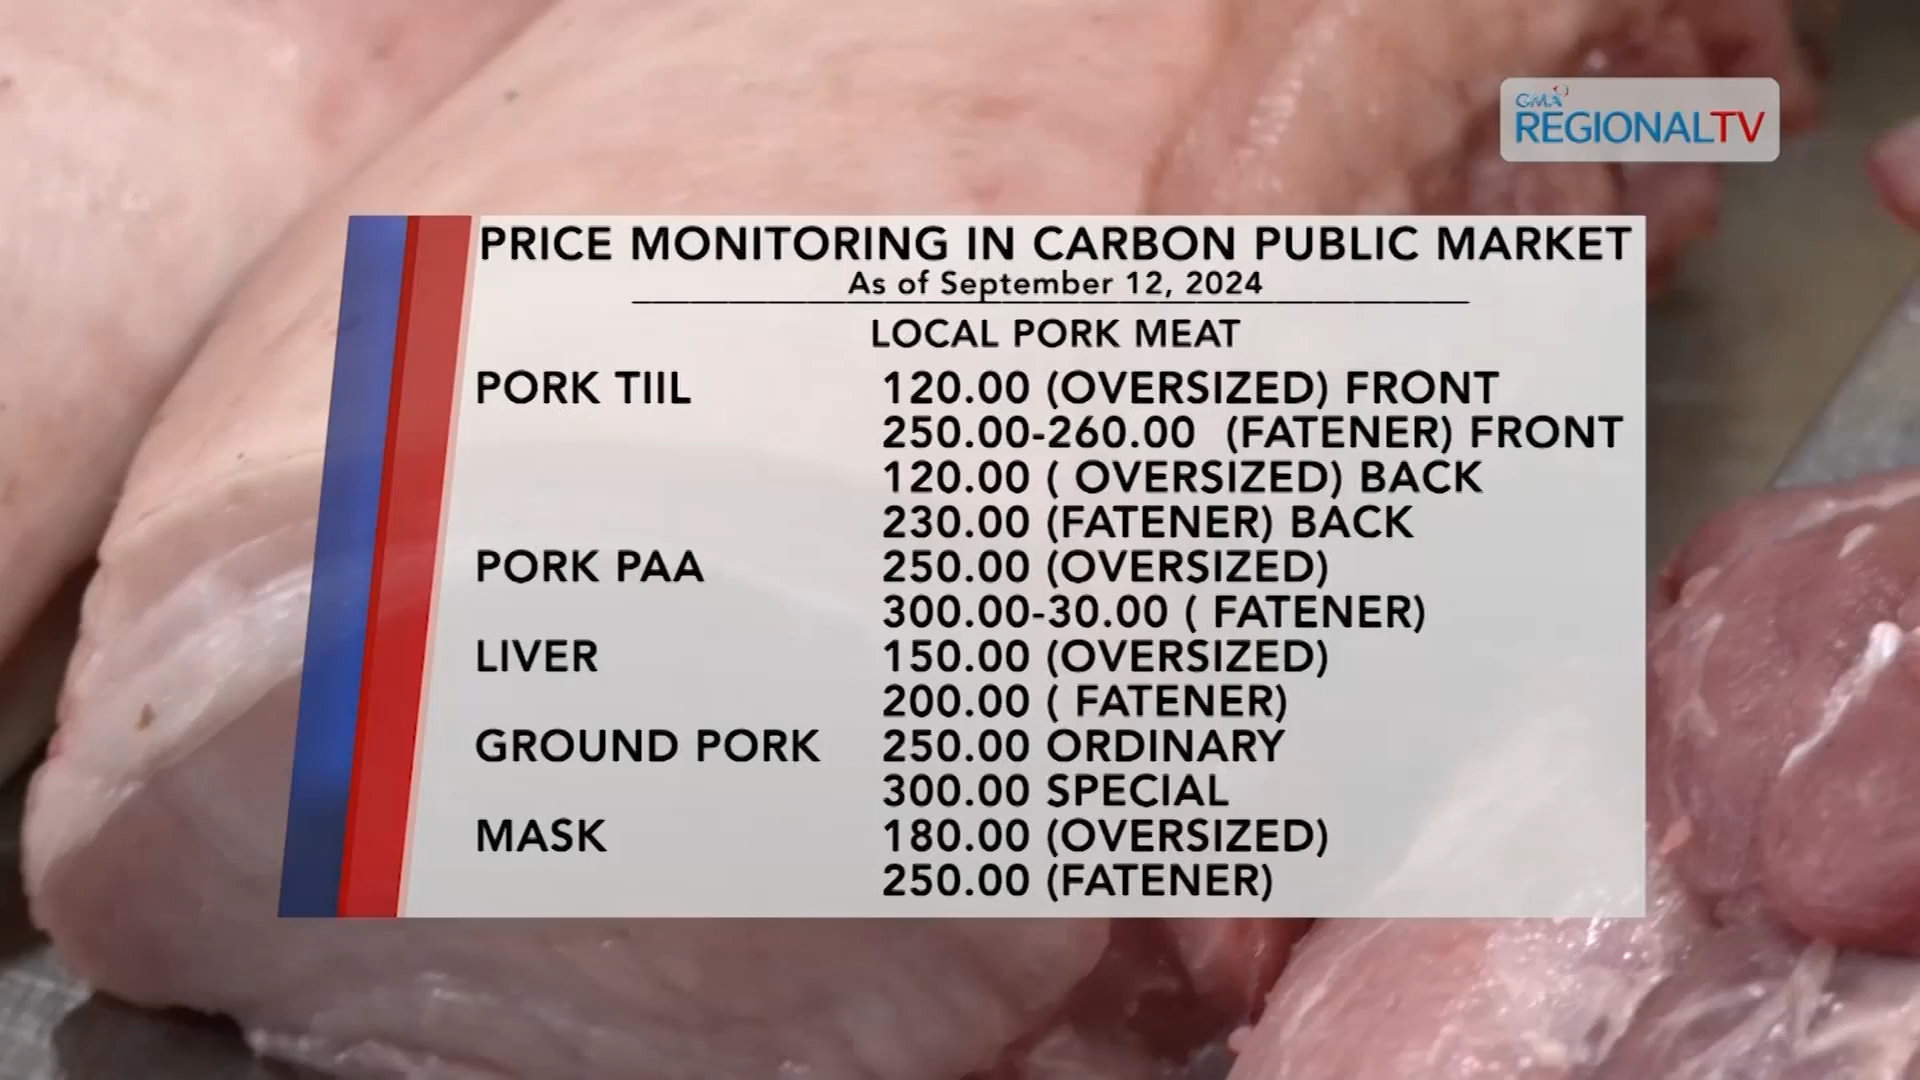 GMA
REGIONALTV
PRICE MONITORING IN CARBON PUBLIC MARKET
As of September 12, 2024
LOCAL PORK MEAT
PORK TIIL 120.00 (OVERSIZED) FRONT
250.00-260.00 (FATENER) FRONT
120.00 ( OVERSIZED) BACK
230.00 (FATENER) BACK
PORK PAA 250.00 (OVERSIZED)
300.00-30.00 ( FATENER)
LIVER 150.00 (OVERSIZED)
200.00 ( FATENER)
GROUND PORK 250.00 ORDINARY
300.00 SPECIAL
MASK 180.00 (OVERSIZED)
250.00 (FATENER)